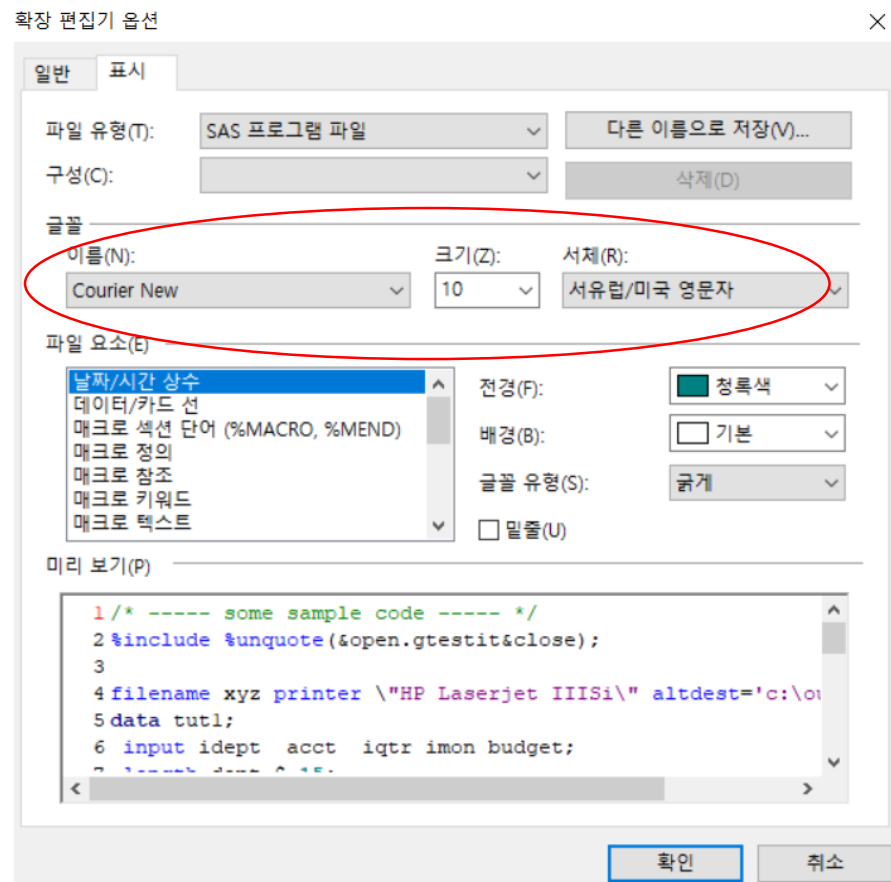 확장 편집기 옵션
일반 표시
파일 유형(T): SAS 프로그램 파일 다른 이름으로 저장(V)...
구성(C): 삭제(D)
글꼴
이름(N): 크기(Z): 서체(R):
Courier New 10 서유럽/미국 영문자
파일 요소(E)
날짜/시간 상수 전경(F): 청록색
데이터/카드 선
매크로 섹션 단어 (%MACRO, %MEND) 배경(B): 기본
매크로 정의
매크로 참조 글꼴 유형(S): 굵게
매크로 키워드
매크로 텍스트 밑줄(U)
미리 보기(P)
1 /* ----- some sample code ----- */
2 %include %unquote(&open.gtestit&close);
3
4 filename xyz printer \"HP Laserjet IIISi\" altdest='c:\
5 data tut1;
6 input idept acct iqtr imon budget;
확인 취소